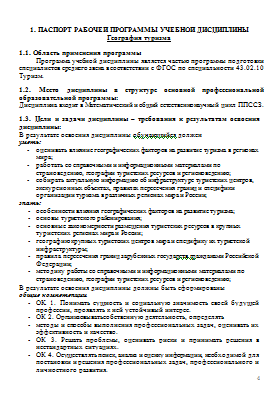 1. ПАСПОРТ РАБОЧЕЙ ПРОГРАММЫ УЧЕБНОЙ ДИСЦИПЛИНЫ
География туризма
1.1. Область применения программы
Программа учебной дисциплины является частью программы подготовки
специалистов среднего звена в соответствии с ФГОС по специальности 43.02.10
Туризм.
1.2. Место дисциплины в структуре основной профессиональной
образовательной программы:
Дисциплина входит в Математический и общий естественнонаучный цикл ППССЗ.
1.3. Цели и задачи дисциплины – требования к результатам освоения
дисциплины:
В результате освоения дисциплины обучающийся должен
уметь:
- оценивать влияние географических факторов на развитие туризма в регионах
мира;
- работать со справочными и информационными материалами по
страноведению, географии туристских ресурсов и регионоведению;
- собирать актуальную информацию об инфраструктуре туристских центров,
экскурсионных объектах, правилах пересечения границ и специфике
организации туризма в различных регионах мира и России;
знать:
- особенности влияния географических факторов на развитие туризма;
- основы туристского районирования;
- основные закономерности размещения туристских ресурсов в крупных
туристских регионах мира и России;
- географию крупных туристских центров мира и специфику их туристской
инфраструктуры;
- правила пересечения границ зарубежных государств гражданами Российской
Федерации;
- методику работы со справочными и информационными материалами по
страноведению, географии туристских ресурсов и регионоведению;
В результате освоения дисциплины должны быть сформированы
общие компетенции
- ОК 1. Понимать сущность и социальную значимость своей будущей
профессии, проявлять к ней устойчивый интерес.
- ОК 2. Организовывать собственную деятельность, определять
- методы и способы выполнения профессиональных задач, оценивать их
эффективность и качество.
- ОК 3. Решать проблемы, оценивать риски и принимать решения в
нестандартных ситуациях.
- ОК 4. Осуществлять поиск, анализ и оценку информации, необходимой для
постановки и решения профессиональных задач, профессионального и
личностного развития.